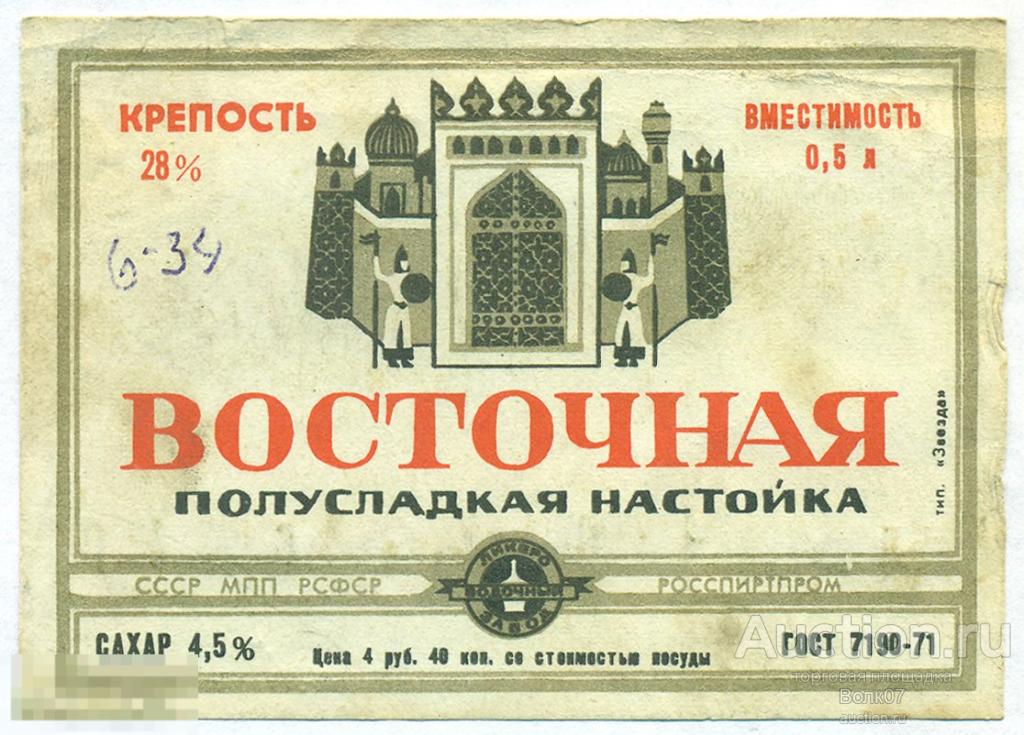 КРЕПОСТЬ
28%
ВМЕСТИМОСТЬ
0,5 л
6-34
ВОСТОЧНАЯ
ПОЛУСЛАДКАЯ НАСТОЙКА
тип. «Звезда»
СССР МПП РСФСР
ЛИКЕРО
ВОДОЧНЫЙ
ЗАВОД
РОССПИРТПРОМ
САХАР 4,5%
Цена 4 руб. 40 коп. со стоимостью посуды
ГОСТ 7190-71
Auction.ru
торговая площадка
Волк07
auction.ru